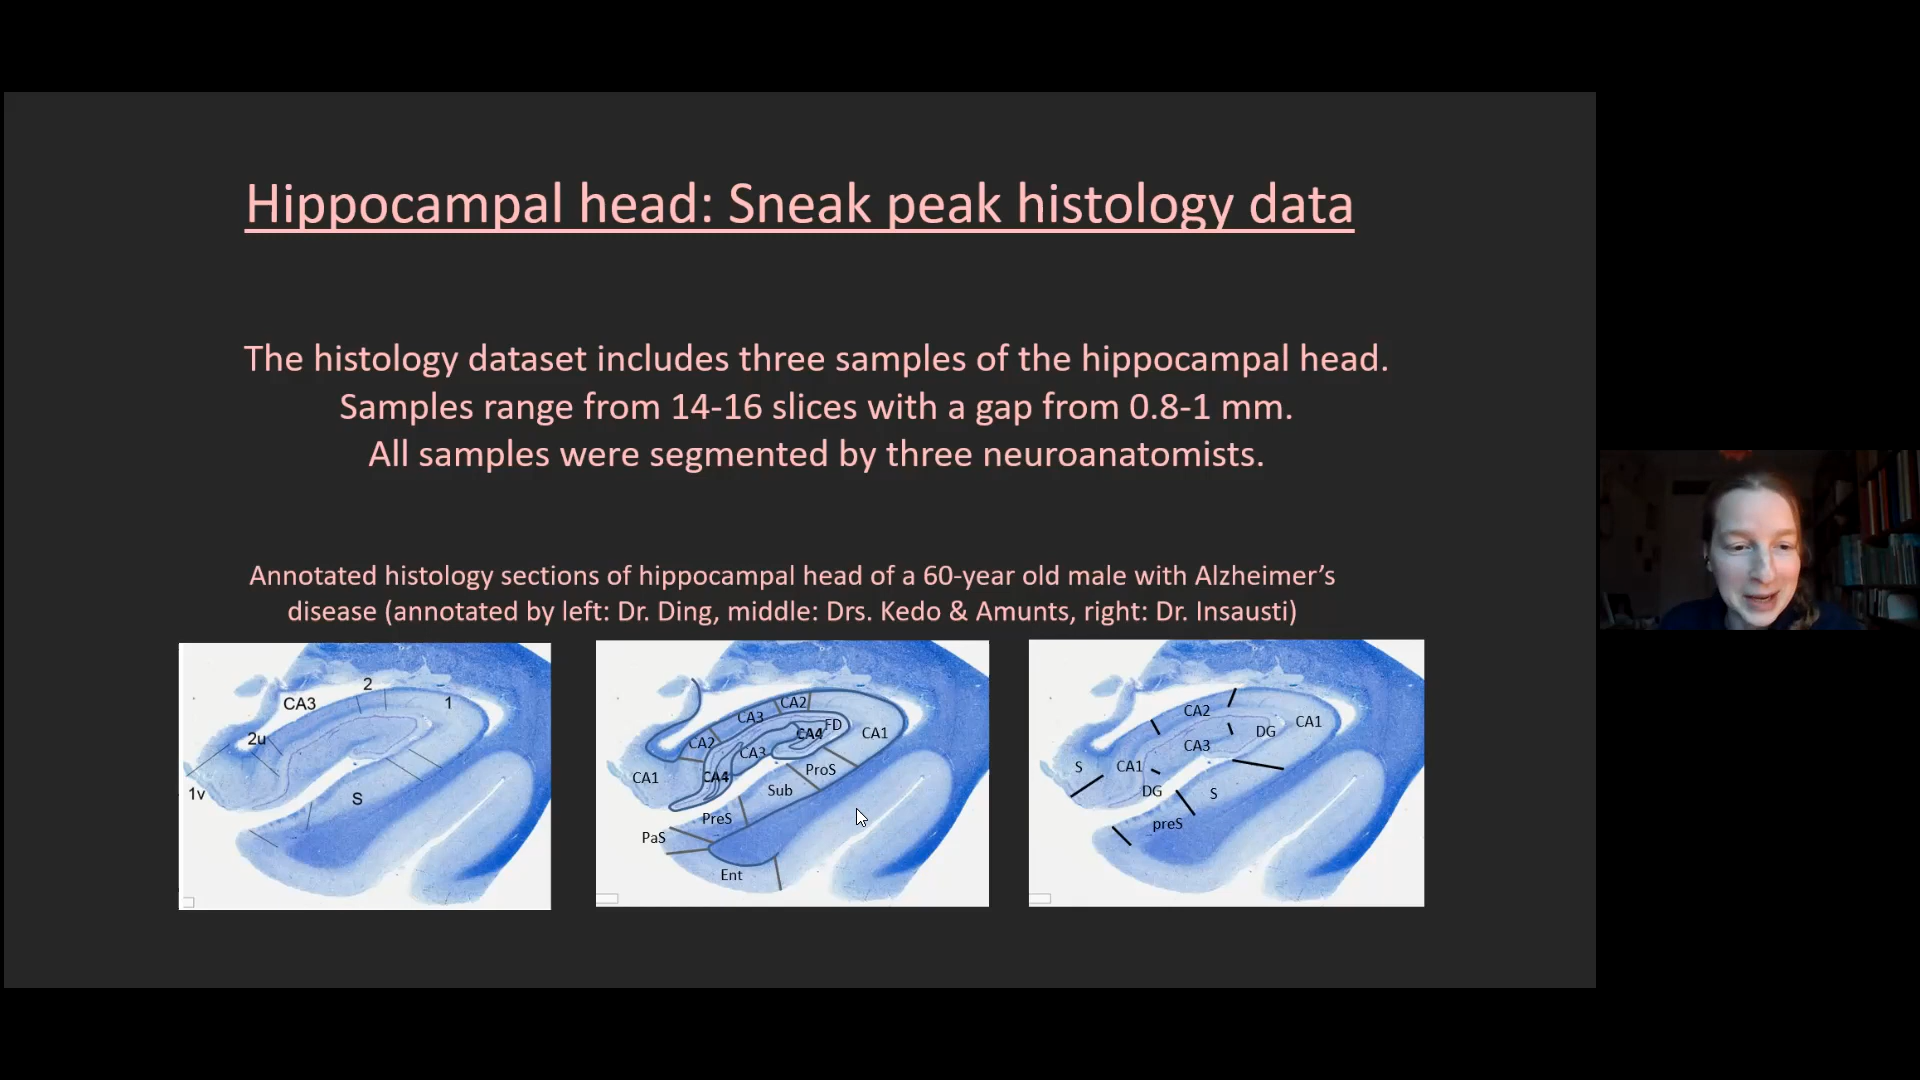 Hippocampal head: Sneak peak histology data
The histology dataset includes three samples of the hippocampal head.
Samples range from 14-16 slices with a gap from 0.8-1 mm.
All samples were segmented by three neuroanatomists.
Annotated histology sections of hippocampal head of a 60-year old male with Alzheimer’s
disease (annotated by left: Dr. Ding, middle: Drs. Kedo & Amunts, right: Dr. Insausti)
2
CA3
1
2u
1v
S
CA2
CA3
FD
CA4
CA1
CA2
CA3
CA1
CA4
ProS
Sub
PreS
PaS
Ent
CA2
CA1
DG
CA3
S
CA1
DG
S
preS